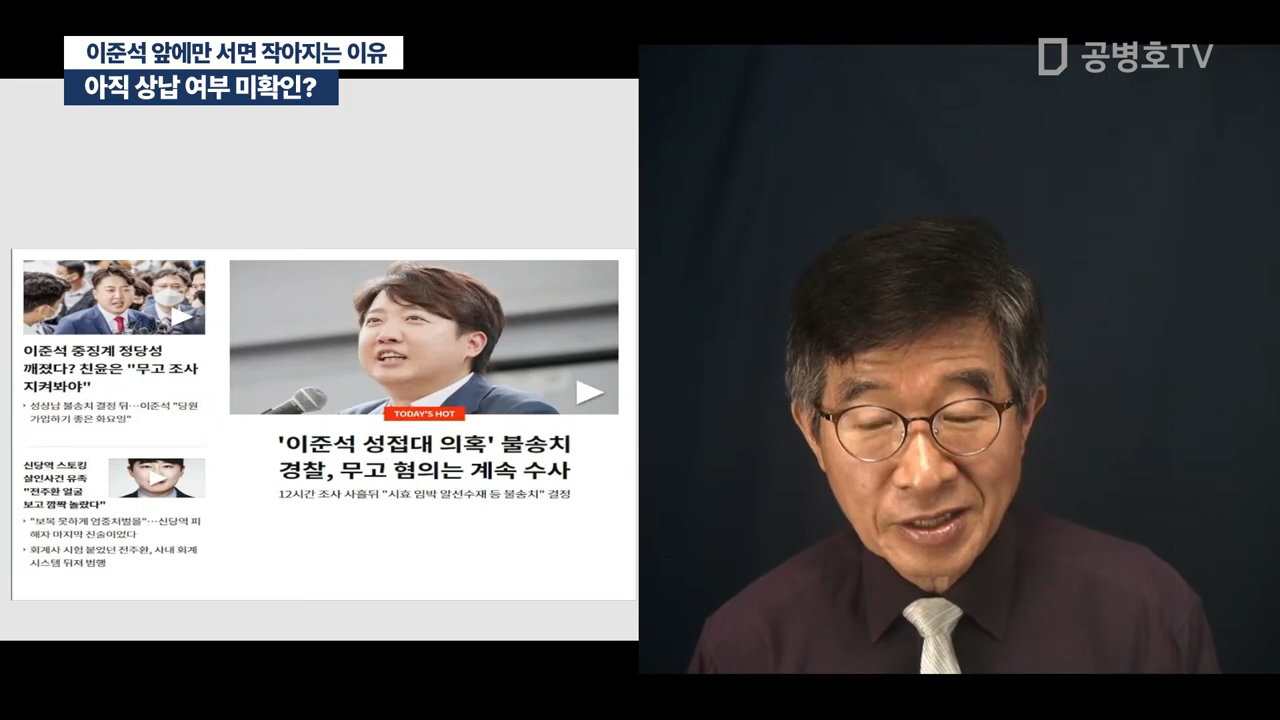 이준석 앞에만 서면 작아지는 이유
아직 상납 여부 미확인?
공병호TV
이준석 중징계 정당성
깨졌다? 친윤은 "무고 조사
지켜봐야"
성상납 불송치 결정 뒤…이준석 "당원
가입하기 좋은 화요일"
신당역 스토킹
살인사건 유족
"전주환 얼굴
보고 깜짝 놀랐다"
"보복 못하게 엄중처벌을"…신당역 피
해자 마지막 진술이었다
회계사 시험 붙었던 전주환, 사내 회계
시스템 뒤져 범행
TODAY'S HOT
'이준석 성접대 의혹' 불송치
경찰, 무고 혐의는 계속 수사
12시간 조사 사흘뒤 "시효 임박 알선수재 등 불송치" 결정